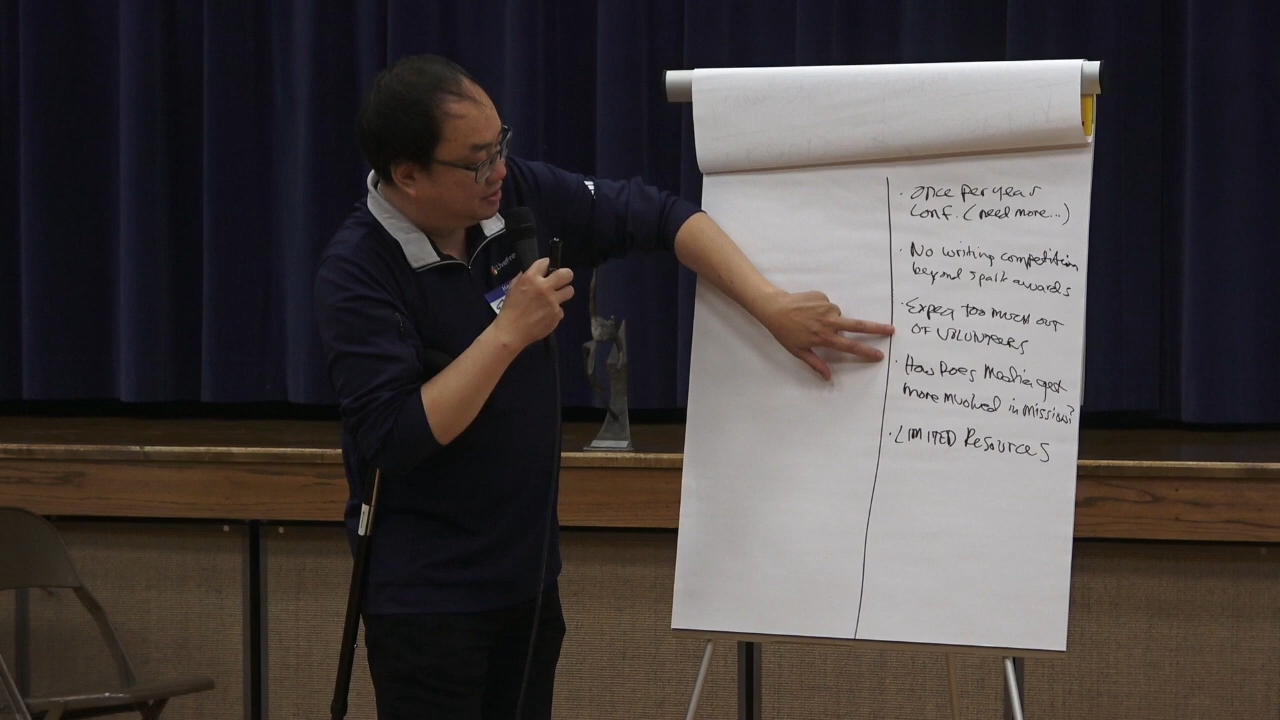 · once per year
conf. (need more...)
· No writing competition
beyond spark awards
· Expect too much out
OF VOLUNTEERS
· How Does Media get
more involved in missions?
· LIMITED Resources